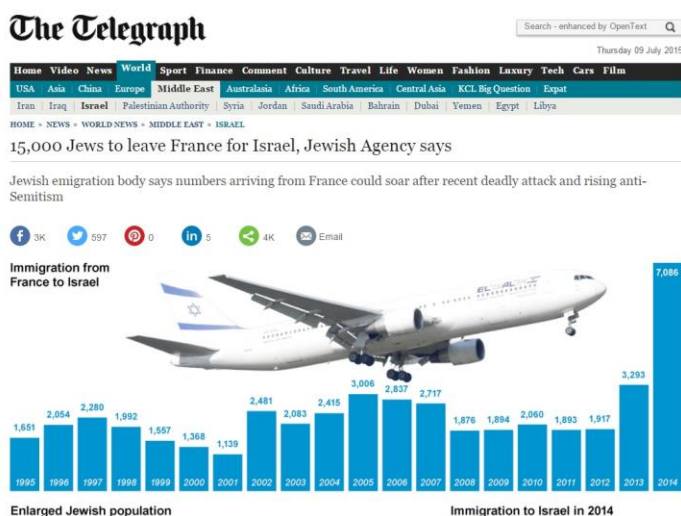 The Telegraph
Search - enhanced by OpenText
Thursday 09 July 2015
Home Video News World Sport Finance Comment Culture Travel Life Women Fashion Luxury Tech Cars Film
USA Asia China Europe Middle East Australasia Africa South America Central Asia KCL Big Question Expat
Iran Iraq Israel Palestinian Authority Syria Jordan Saudi Arabia Bahrain Dubai Yemen Egypt Libya
HOME » NEWS » WORLD NEWS » MIDDLE EAST » ISRAEL
15,000 Jews to leave France for Israel, Jewish Agency says
Jewish emigration body says numbers arriving from France could soar after recent deadly attack and rising anti-
Semitism
3K 597 0 5 4K Email
Immigration from
France to Israel
EL AL
1,651 2,054 2,280 1,992 1,557 1,368 1,139 2,481 2,083 2,415 3,006 2,837 2,717 1,876 1,894 2,060 1,893 1,917 3,293 7,086
1995 1996 1997 1998 1999 2000 2001 2002 2003 2004 2005 2006 2007 2008 2009 2010 2011 2012 2013 2014
Enlarged Jewish population Immigration to Israel in 2014